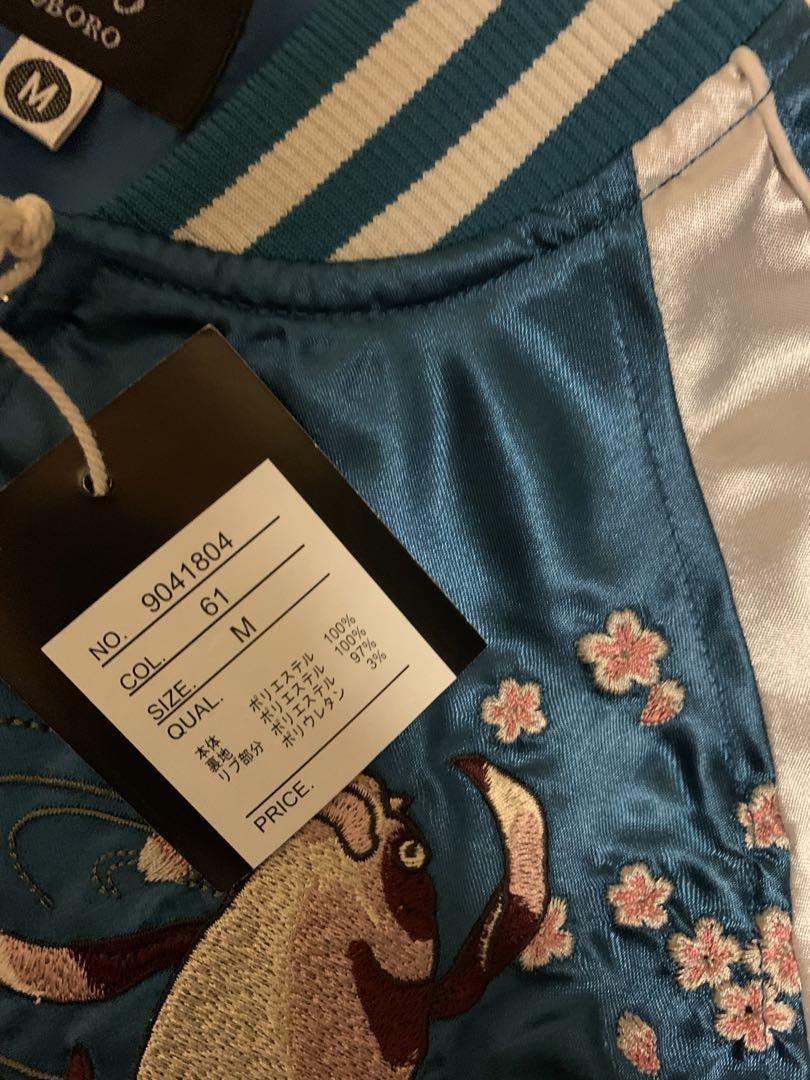 OBORO
M
NO. 9041804
COL. 61
SIZE. M
QUAL.
本体 ポリエステル 100%
裏地 ポリエステル 100%
リブ部分 ポリエステル 97%
ポリウレタン 3%
PRICE.